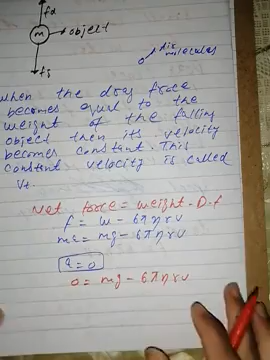 fd
m → object
fg
air
molecules
when the drag force
becomes equal to the
weight of the falling
object then its velocity
becomes constant. This
constant velocity is called
Vt.
Net force = weight - D.f
f = w - 6πηrv
ma = mg - 6πηrv
a = 0
0 = mg - 6πηrv